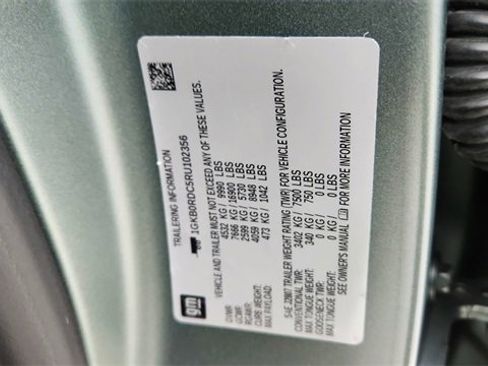 TRAILERING INFORMATION
1GKB0RDC5RU102356
gm
VEHICLE AND TRAILER MUST NOT EXCEED ANY OF THESE VALUES.
GVWR: 4532 KG/ 9990 LBS
GCWR: 7666 KG/16900 LBS
RGAWR: 2599 KG/ 5730 LBS
CURB WEIGHT: 4059 KG/ 8948 LBS
MAX PAYLOAD: 473 KG/ 1042 LBS
SAE J2807 TRAILER WEIGHT RATING (TWR) FOR VEHICLE CONFIGURATION.
CONVENTIONAL TWR: 3402 KG/ 7500 LBS
MAX TONGUE WEIGHT: 340 KG/ 750 LBS
GOOSENECK TWR: 0 KG/ 0 LBS
MAX TONGUE WEIGHT: 0 KG/ 0 LBS
SEE OWNER'S MANUAL FOR MORE INFORMATION